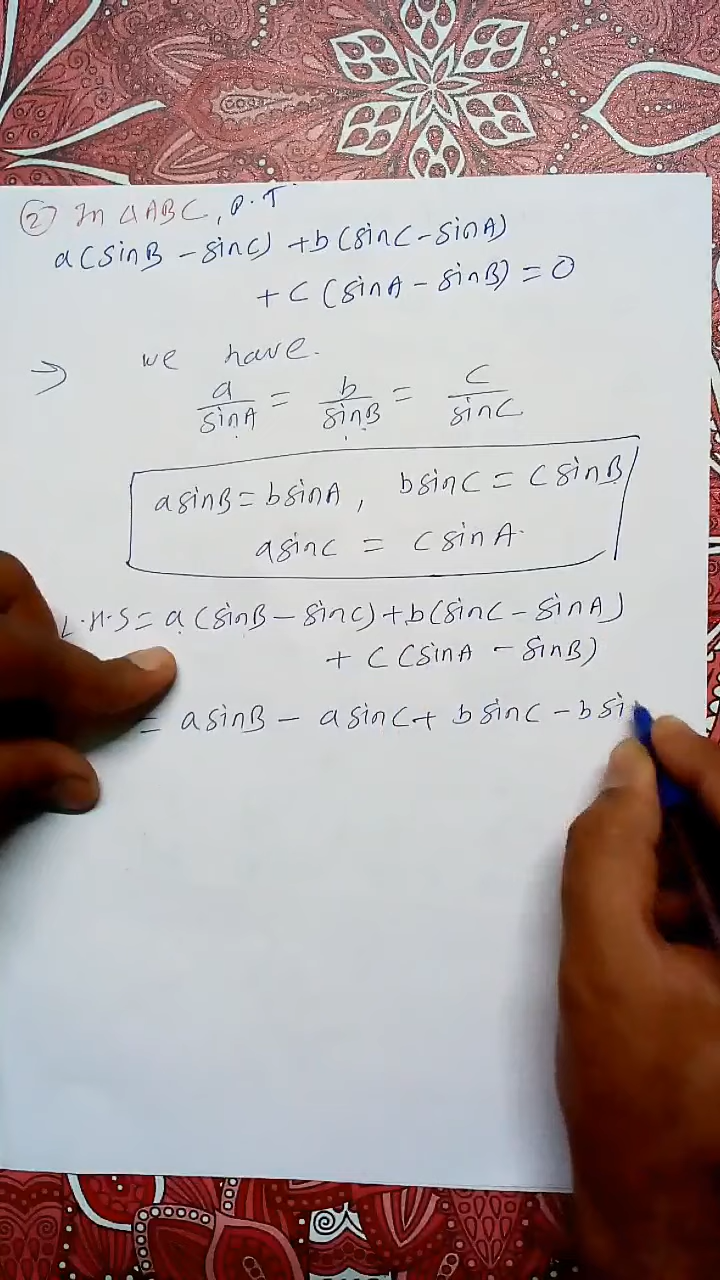 ② In △ABC, P.T
a(sinB - sinC) + b(sinC - sinA)
+ c(sinA - sinB) = 0
⇒ we have.
a/sinA = b/sinB = c/sinC
asinB = bsinA, bsinC = csinB
asinC = csinA.
L.H.S = a(sinB - sinC) + b(sinC - sinA)
+ c(sinA - sinB)
= asinB - asinC + bsinC - bsi